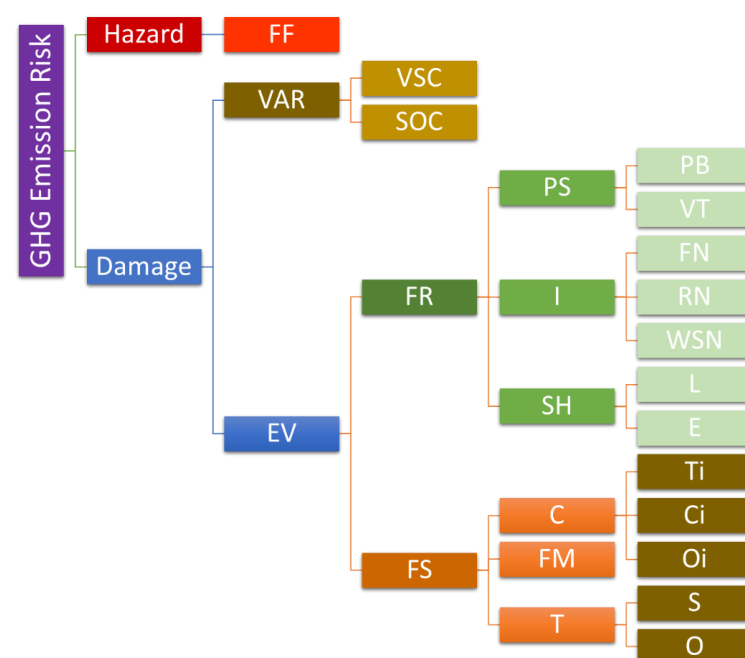 GHG Emission Risk
Hazard
FF
Damage
VAR
VSC
SOC
EV
FR
PS
PB
VT
I
FN
RN
WSN
SH
L
E
FS
C
Ti
Ci
Oi
FM
T
S
O